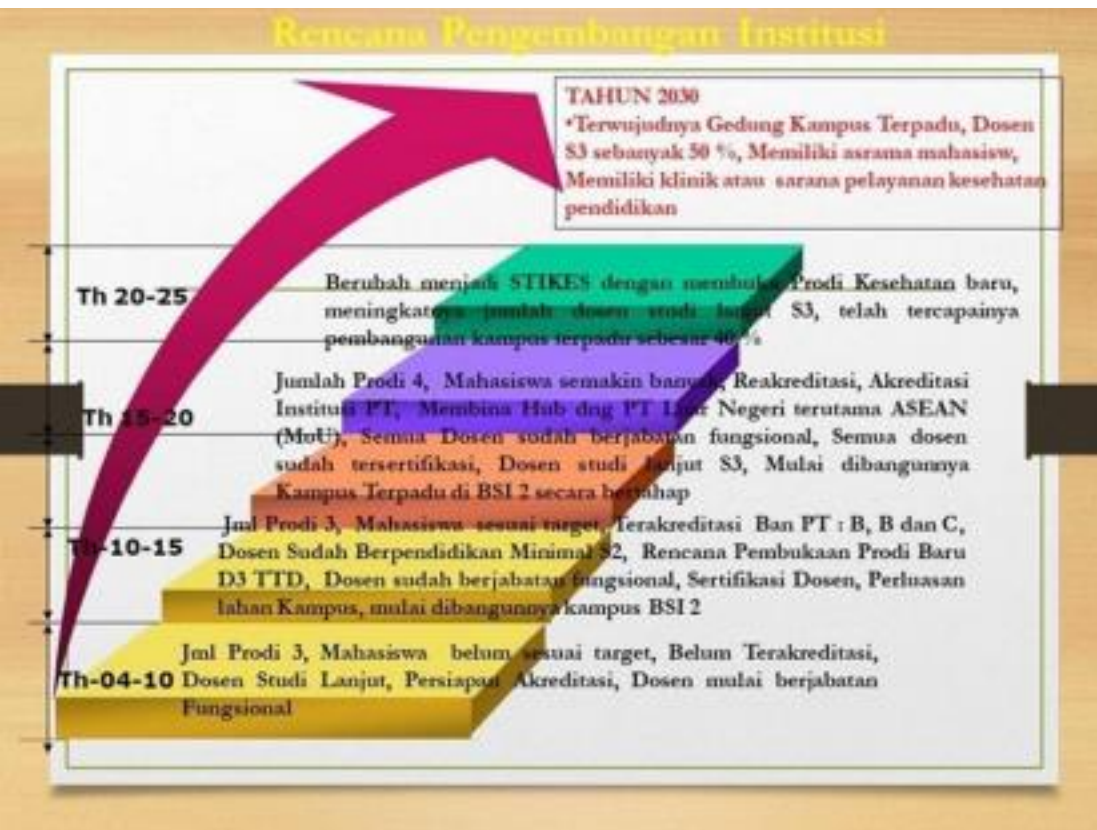 Rencana Pengembangan Institusi
TAHUN 2030
•Terwujudnya Gedung Kampus Terpadu, Dosen
S3 sebanyak 50 %, Memiliki asrama mahasisw,
Memiliki klinik atau sarana pelayanan kesehatan
pendidikan
Th 20-25
Berubah menjadi STIKES dengan membuka Prodi Kesehatan baru,
meningkatnya jumlah dosen studi lanjut S3, telah tercapainya
pembangunan kampus terpadu sebesar 40 %
Th 15-20
Jumlah Prodi 4, Mahasiswa semakin banyak, Reakreditasi, Akreditasi
Institusi PT, Membina Hub dng PT Luar Negeri terutama ASEAN
(MoU), Semua Dosen sudah berjabatan fungsional, Semua dosen
sudah tersertifikasi, Dosen studi lanjut S3, Mulai dibangunnya
Kampus Terpadu di BSI 2 secara bertahap
Th-10-15
Jml Prodi 3, Mahasiswa sesuai target, Terakreditasi Ban PT : B, B dan C,
Dosen Sudah Berpendidikan Minimal S2, Rencana Pembukaan Prodi Baru
D3 TTD, Dosen sudah berjabatan fungsional, Sertifikasi Dosen, Perluasan
lahan Kampus, mulai dibangunnya kampus BSI 2
Th-04-10
Jml Prodi 3, Mahasiswa belum sesuai target, Belum Terakreditasi,
Dosen Studi Lanjut, Persiapan Akreditasi, Dosen mulai berjabatan
Fungsional